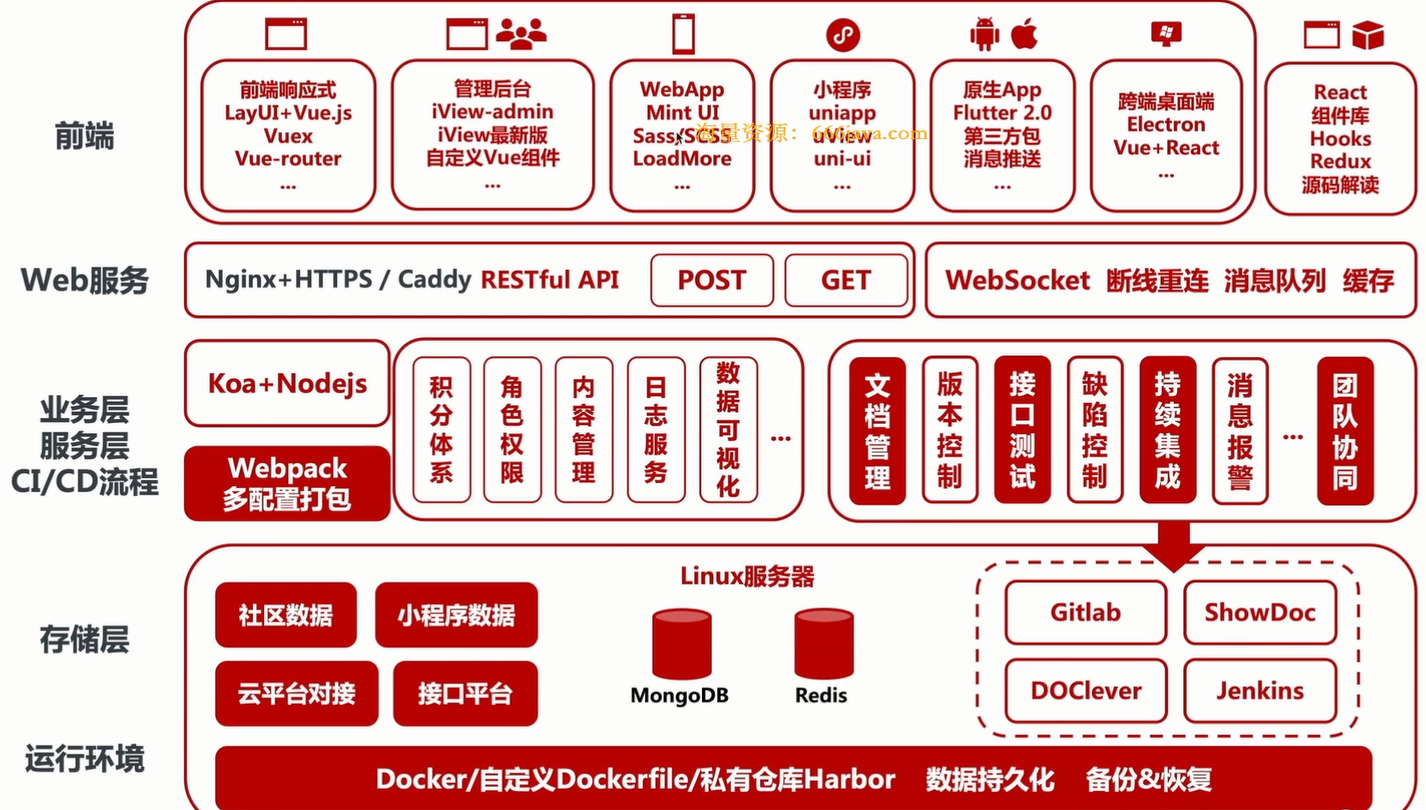 前端
前端响应式
LayUI+Vue.js
Vuex
Vue-router
...
管理后台
iView-admin
iView最新版
自定义Vue组件
...
WebApp
Mint UI
Sass/SCSS
LoadMore
...
小程序
uniapp
uView
uni-ui
...
原生App
Flutter 2.0
第三方包
消息推送
...
跨端桌面端
Electron
Vue+React
...
React
组件库
Hooks
Redux
源码解读
海量资源：666java.com
Web服务
Nginx+HTTPS / Caddy RESTful API
POST
GET
WebSocket 断线重连 消息队列 缓存
业务层
服务层
CI/CD流程
Koa+Nodejs
Webpack
多配置打包
积分体系
角色权限
内容管理
日志服务
数据可视化
...
文档管理
版本控制
接口测试
缺陷控制
持续集成
消息报警
...
团队协同
存储层
社区数据
小程序数据
云平台对接
接口平台
Linux服务器
MongoDB
Redis
Gitlab
ShowDoc
DOClever
Jenkins
运行环境
Docker/自定义Dockerfile/私有仓库Harbor 数据持久化 备份&恢复